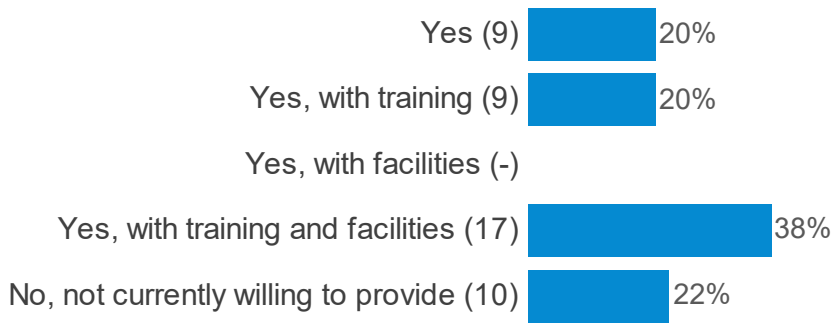 Yes (9) 20%
Yes, with training (9) 20%
Yes, with facilities (-)
Yes, with training and facilities (17) 38%
No, not currently willing to provide (10) 22%